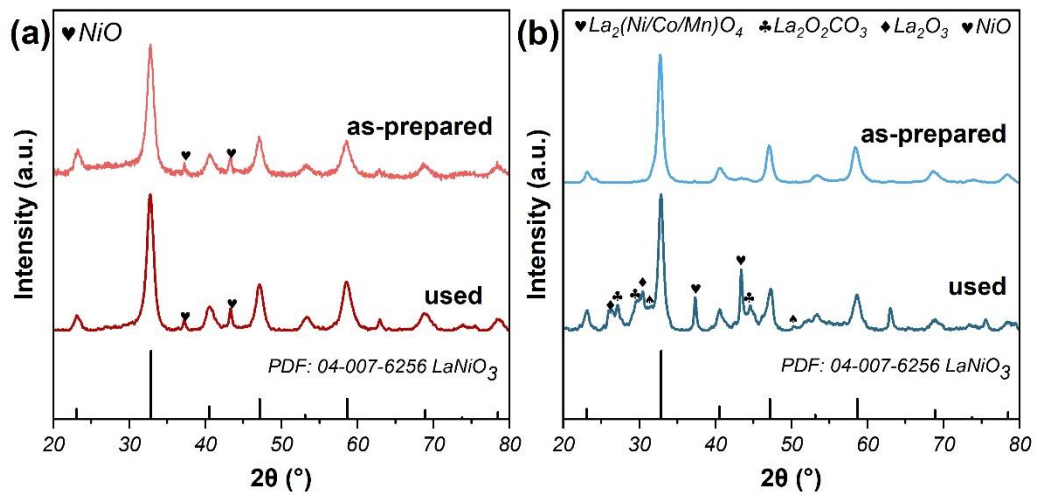 (a)
♥ NiO
as-prepared
♥ ♥
used
♥ ♥
PDF: 04-007-6256 LaNiO3
Intensity (a.u.)
20 30 40 50 60 70 80
2θ (°)
(b)
♥ La2(Ni/Co/Mn)O4 ♣ La2O2CO3 ♦ La2O3 ♥ NiO
as-prepared
♦ ♣ ♣ ♦ ♠ ♥ ♥ ♣ ♠
used
PDF: 04-007-6256 LaNiO3
Intensity (a.u.)
20 30 40 50 60 70 80
2θ (°)